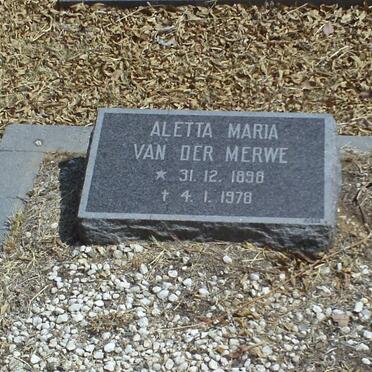 ALETTA MARIA
VAN DER MERWE
★ 31. 12. 1898
✝ 4. 1. 1978